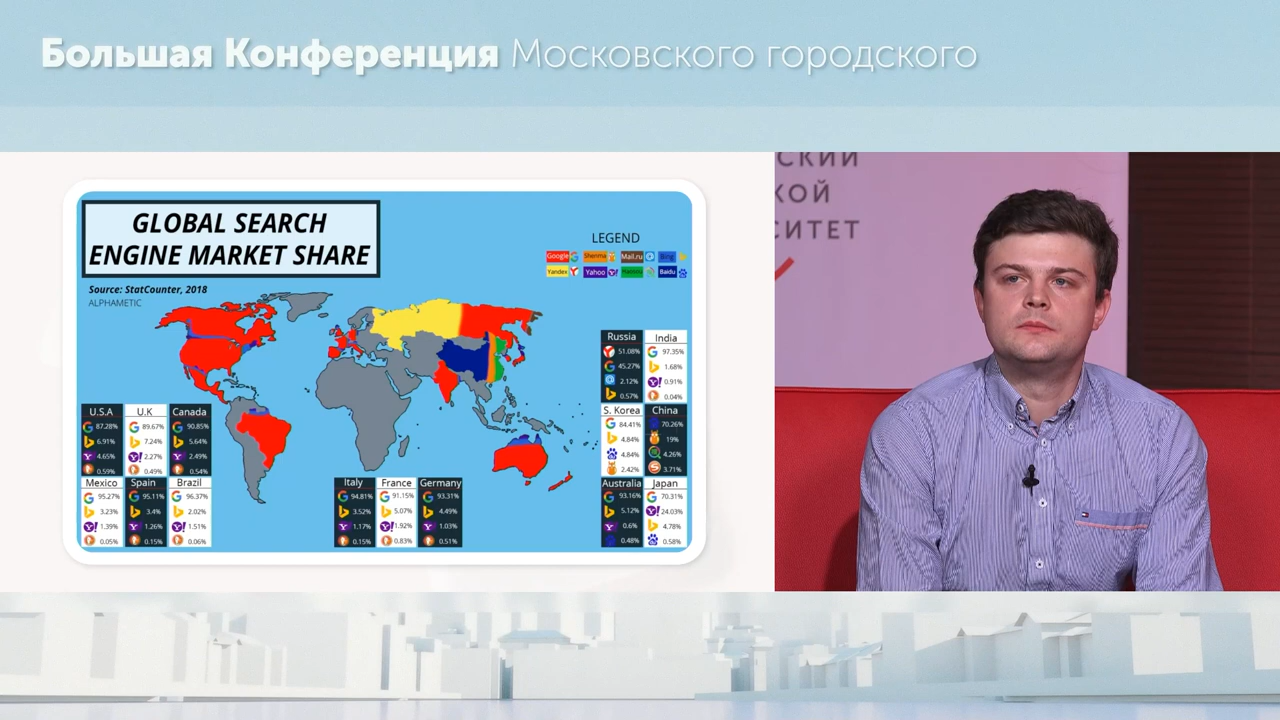 Большая Конференция Московского городского
СКИЙ
КОЙ
СИТЕТ
GLOBAL SEARCH
ENGINE MARKET SHARE
Source: StatCounter, 2018
ALPHAMETIC
LEGEND
Google Shenma Mail.ru Bing
Yandex Yahoo Baidu
Russia
51.08%
45.27%
2.12%
0.57%
India
97.35%
1.68%
0.91%
0.04%
U.S.A
87.28%
6.91%
4.65%
0.59%
U.K
89.67%
7.24%
2.27%
0.49%
Canada
90.85%
5.64%
2.49%
0.54%
S. Korea
84.41%
4.84%
4.84%
2.42%
China
70.26%
19%
4.26%
3.71%
Mexico
95.27%
3.23%
1.39%
0.05%
Spain
95.11%
3.4%
1.26%
0.15%
Brazil
96.37%
2.02%
1.51%
0.06%
Italy
94.81%
3.52%
1.17%
0.15%
France
91.15%
5.07%
1.92%
0.83%
Germany
93.31%
4.49%
1.03%
0.51%
Australia
93.16%
5.12%
0.6%
0.48%
Japan
70.31%
24.03%
4.78%
0.58%